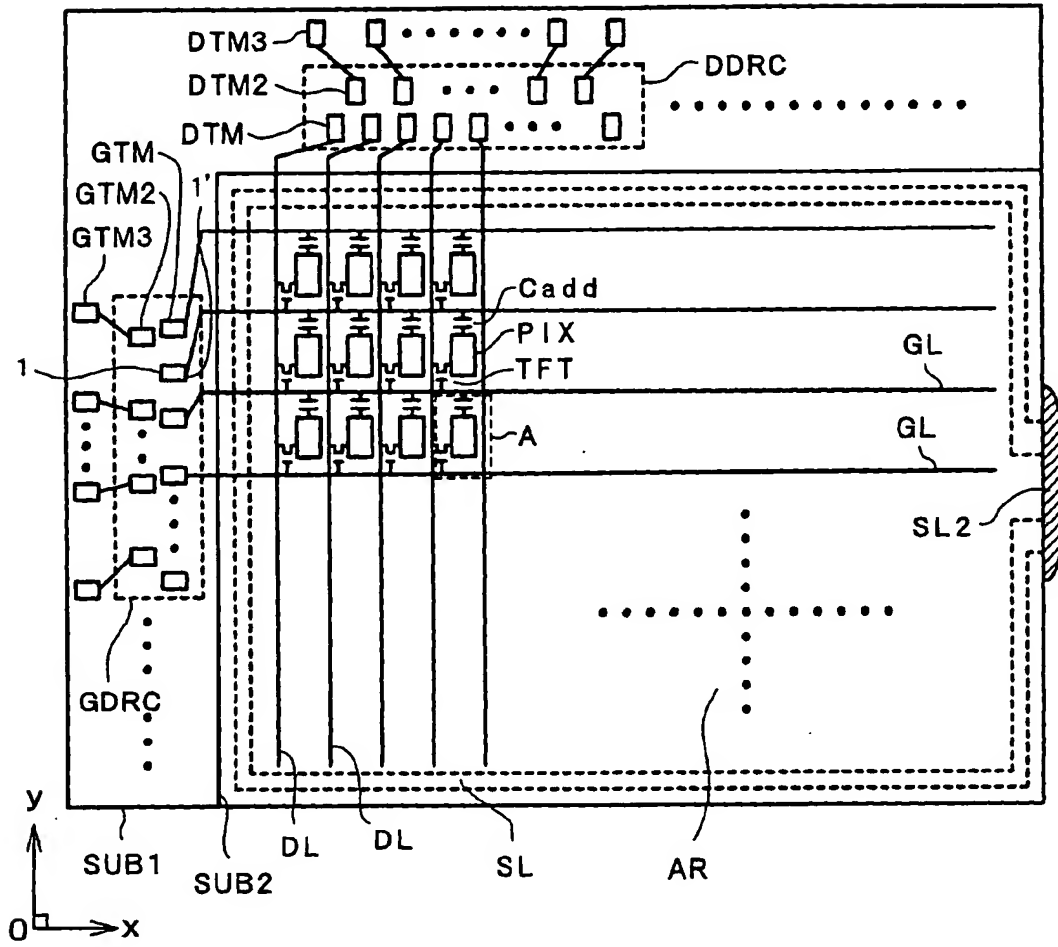 DTM3
DDRC
DTM2
DTM
GTM
1'
GTM2
GTM3
Cadd
PIX
GL
1
TFT
A
GL
SL2
GDRC
y
DL
DL
SL
AR
SUB1
SUB2
O
x